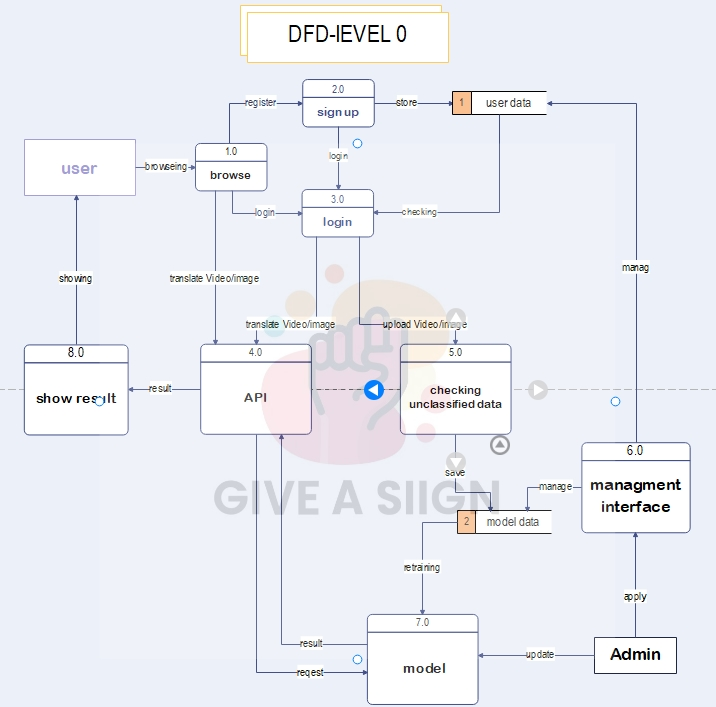 DFD-lEVEL 0
2.0
sign up
register
store
1
user data
login
1.0
browse
user
browseing
3.0
login
login
checking
manag
showing
translate Video/image
translate Video/image
upload Video/image
8.0
show result
result
4.0
API
5.0
checking
unclassified data
6.0
managment
interface
save
manage
GIVE A SIIGN
2
model data
retraining
apply
7.0
model
result
reqest
update
Admin